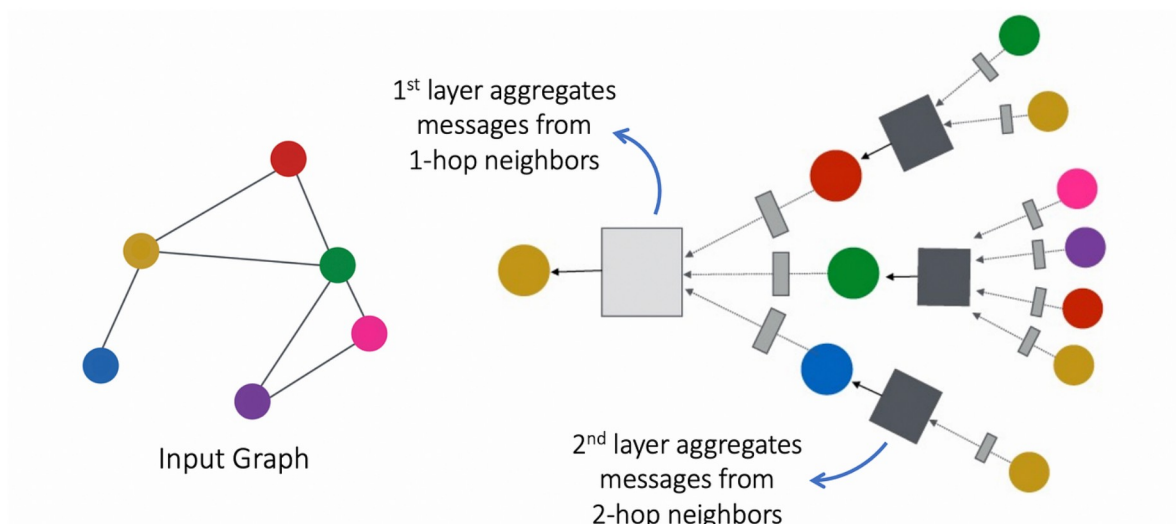 1st layer aggregates
messages from
1-hop neighbors
Input Graph
2nd layer aggregates
messages from
2-hop neighbors